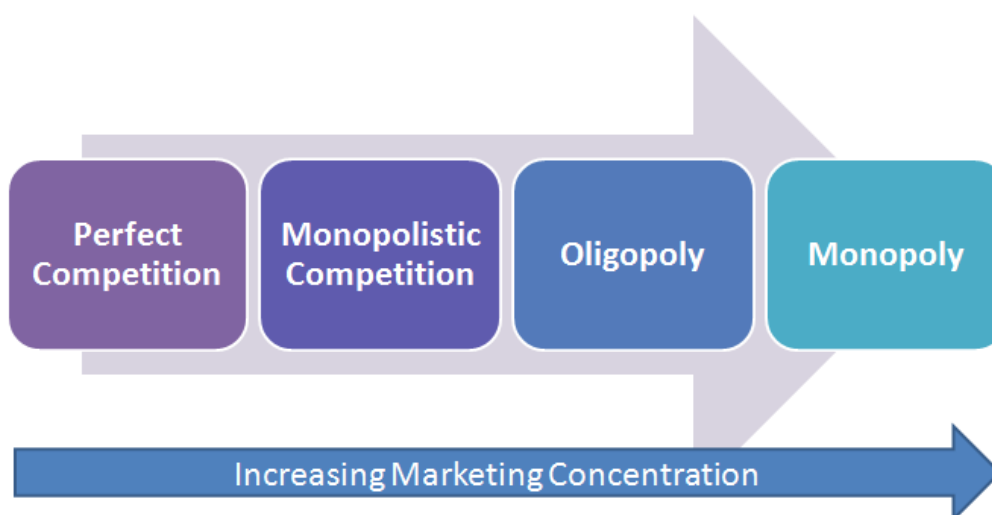 Perfect
Competition
Monopolistic
Competition
Oligopoly
Monopoly
Increasing Marketing Concentration